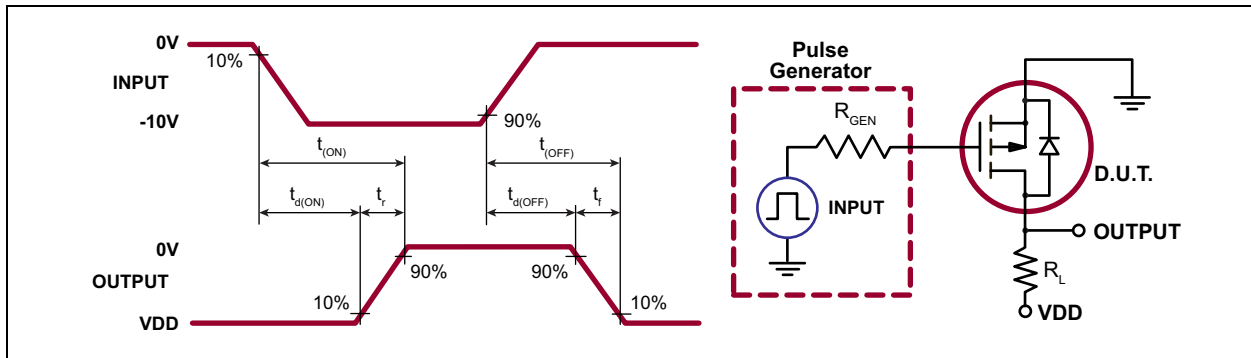 0V
10%
INPUT
-10V
90%
t(ON)
t(OFF)
td(ON)
tr
td(OFF)
tf
0V
OUTPUT
VDD
10%
90%
90%
10%
Pulse
Generator
RGEN
INPUT
D.U.T.
OUTPUT
RL
VDD